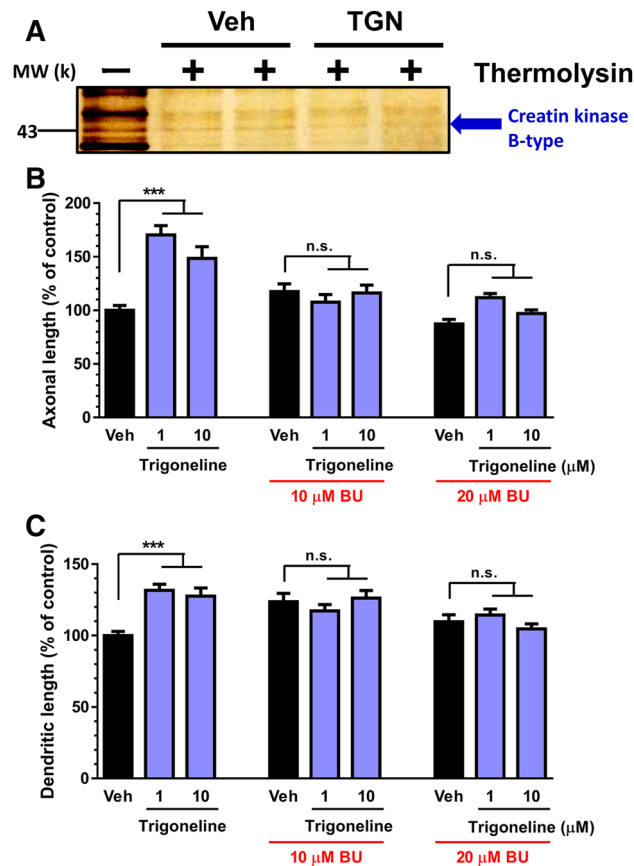 A
Veh TGN
MW (k) − + + + + Thermolysin
43
Creatin kinase
B-type
B
Axonal length (% of control)
200
150
100
50
0
***
n.s.
n.s.
Veh 1 10 Veh 1 10 Veh 1 10
Trigoneline Trigoneline Trigoneline (μM)
10 μM BU 20 μM BU
C
Dendritic length (% of control)
150
100
50
0
***
n.s.
n.s.
Veh 1 10 Veh 1 10 Veh 1 10
Trigoneline Trigoneline Trigoneline (μM)
10 μM BU 20 μM BU